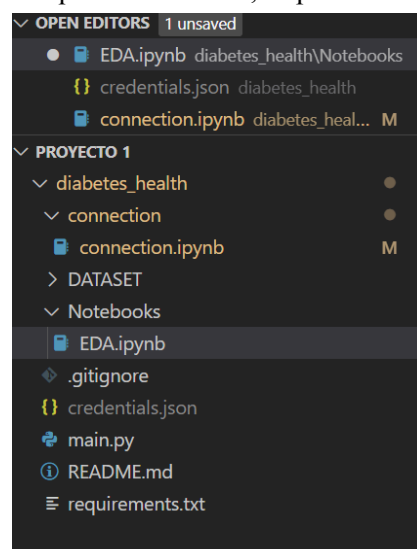 OPEN EDITORS 1 unsaved
EDA.ipynb diabetes_health\Notebooks
{} credentials.json diabetes_health
connection.ipynb diabetes_heal... M
PROYECTO 1
diabetes_health
connection
connection.ipynb M
DATASET
Notebooks
EDA.ipynb
.gitignore
{} credentials.json
main.py
README.md
requirements.txt